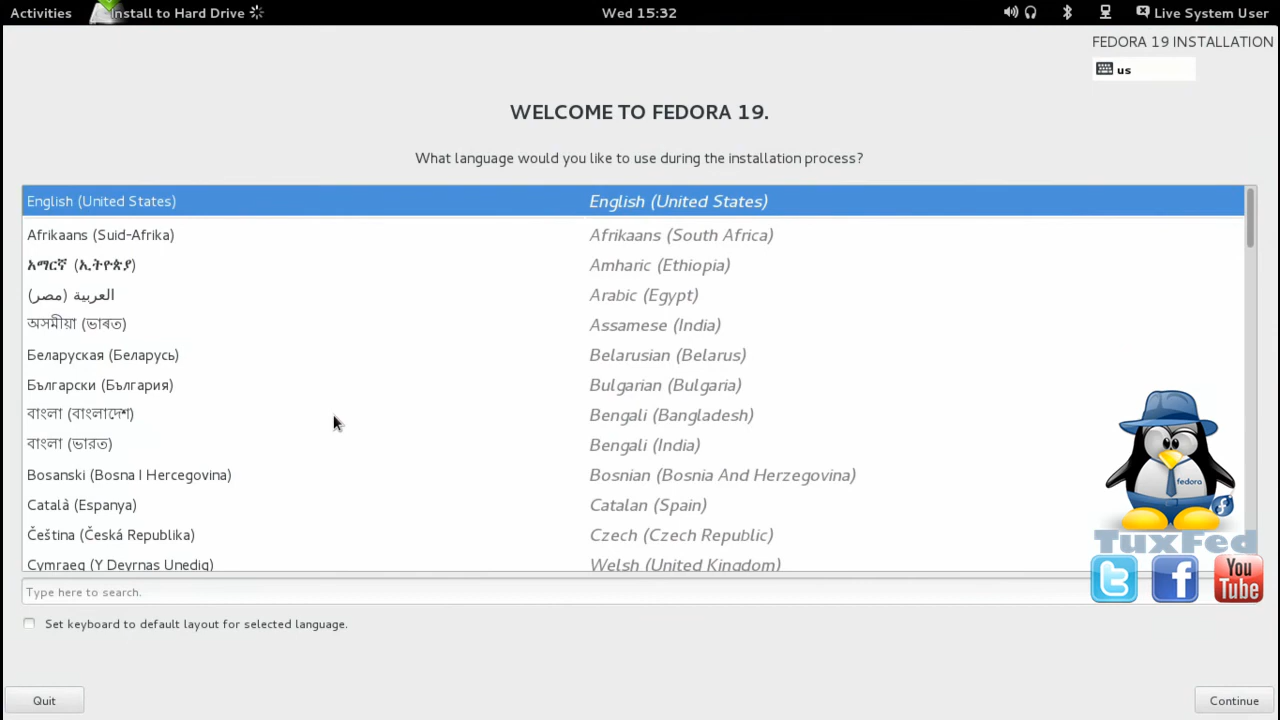 Activities Install to Hard Drive Wed 15:32 Live System User
FEDORA 19 INSTALLATION
us
WELCOME TO FEDORA 19.
What language would you like to use during the installation process?
English (United States) English (United States)
Afrikaans (Suid-Afrika) Afrikaans (South Africa)
አማርኛ (ኢትዮጵያ) Amharic (Ethiopia)
العربية (مصر) Arabic (Egypt)
অসমীয়া (ভাৰত) Assamese (India)
Беларуская (Беларусь) Belarusian (Belarus)
Български (България) Bulgarian (Bulgaria)
বাংলা (বাংলাদেশ) Bengali (Bangladesh)
বাংলা (ভারত) Bengali (India)
Bosanski (Bosna I Hercegovina) Bosnian (Bosnia And Herzegovina)
Català (Espanya) Catalan (Spain)
Čeština (Česká Republika) Czech (Czech Republic)
Cymraeg (Y Deyrnas Unedig) Welsh (United Kingdom)
fedora
TuxFed
You
Tube
Type here to search.
Set keyboard to default layout for selected language.
Quit Continue